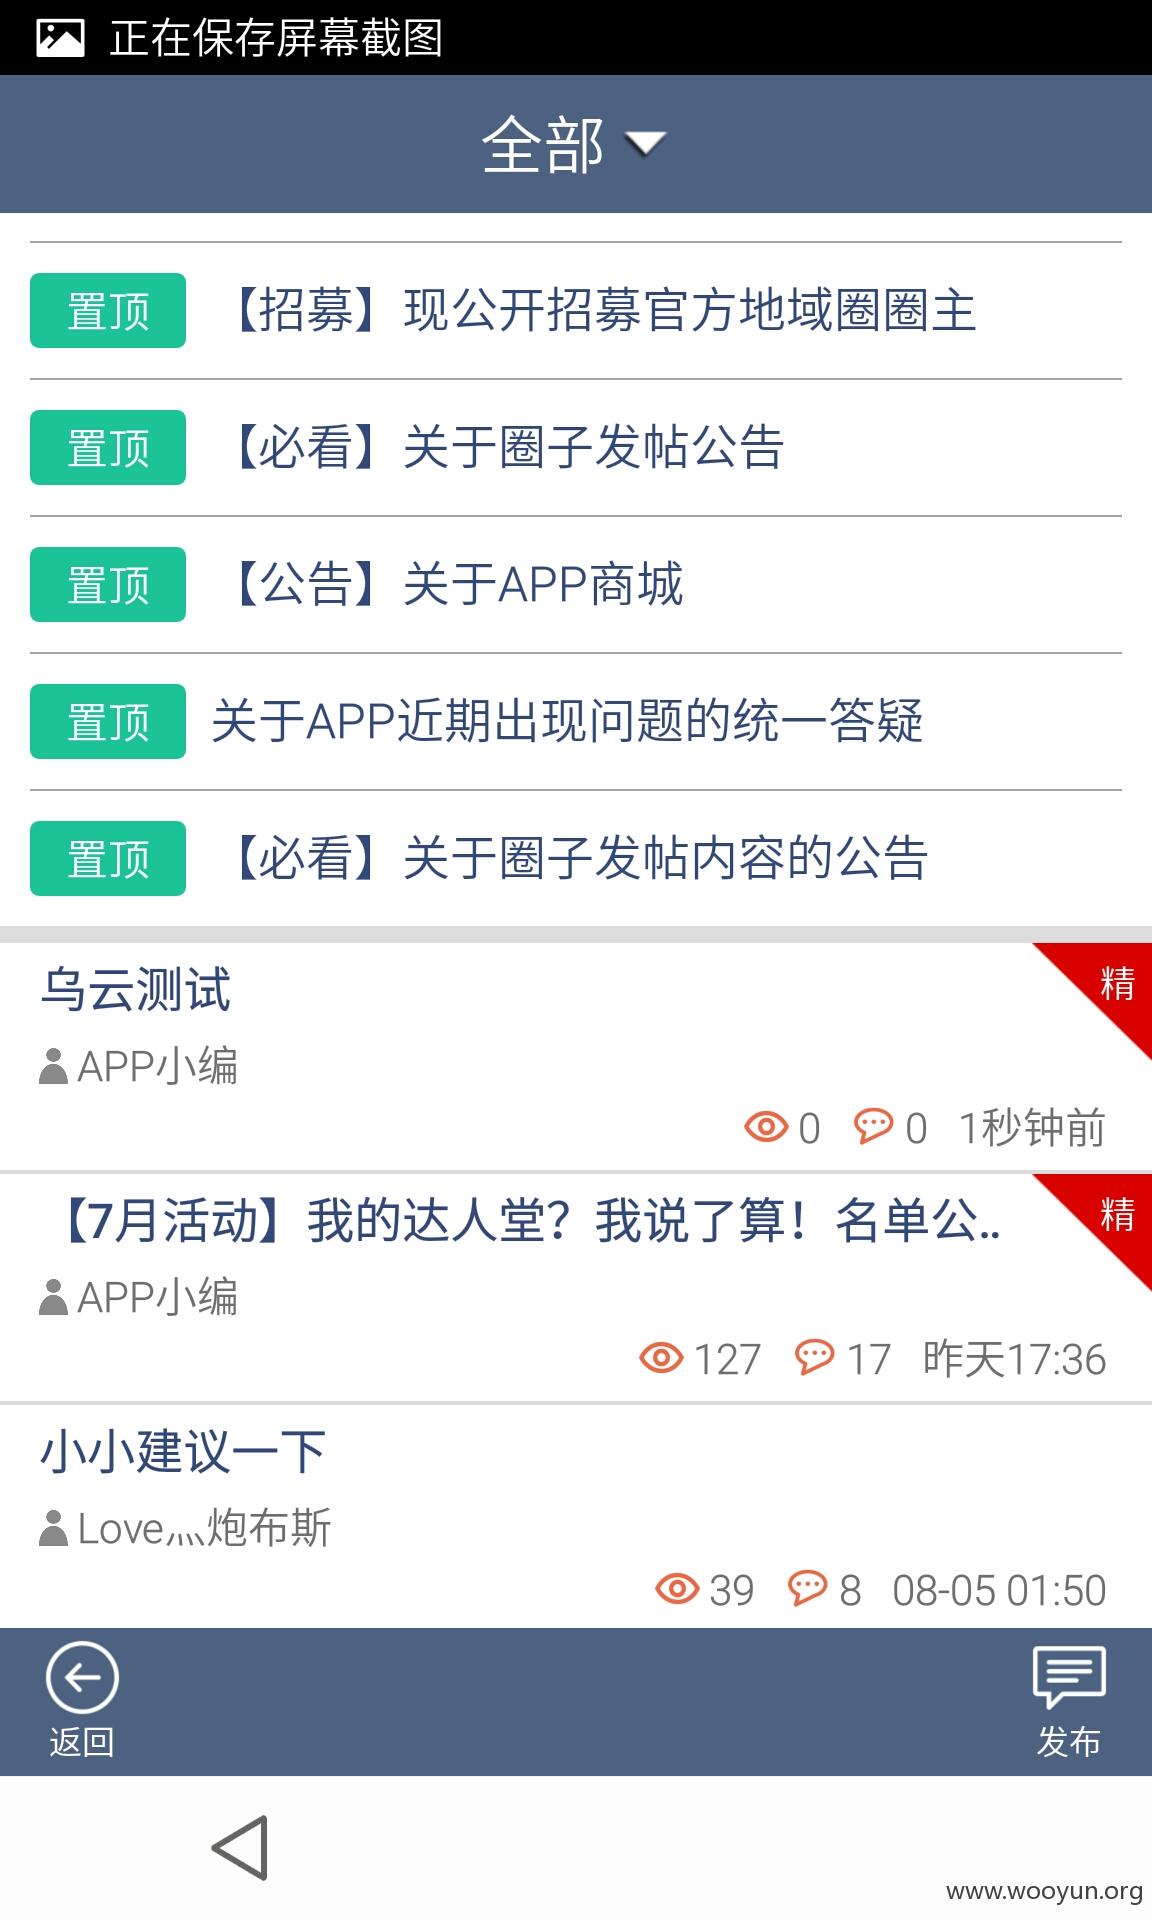 正在保存屏幕截图
全部
置顶 【招募】现公开招募官方地域圈圈主
置顶 【必看】关于圈子发帖公告
置顶 【公告】关于APP商城
置顶 关于APP近期出现问题的统一答疑
置顶 【必看】关于圈子发帖内容的公告
乌云测试 精
APP小编
0 0 1秒钟前
【7月活动】我的达人堂？我说了算！名单公.. 精
APP小编
127 17 昨天17:36
小小建议一下
Love灬炮布斯
39 8 08-05 01:50
返回 发布
www.wooyun.org